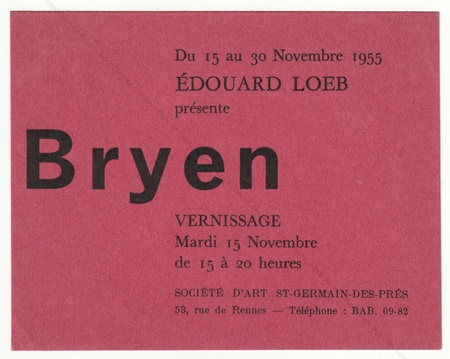 Du 15 au 30 Novembre 1955
ÉDOUARD LOEB
présente
Bryen
VERNISSAGE
Mardi 15 Novembre
de 15 à 20 heures
SOCIÉTÉ D'ART ST-GERMAIN-DES-PRÉS
53, rue de Rennes — Téléphone : BAB. 09-82